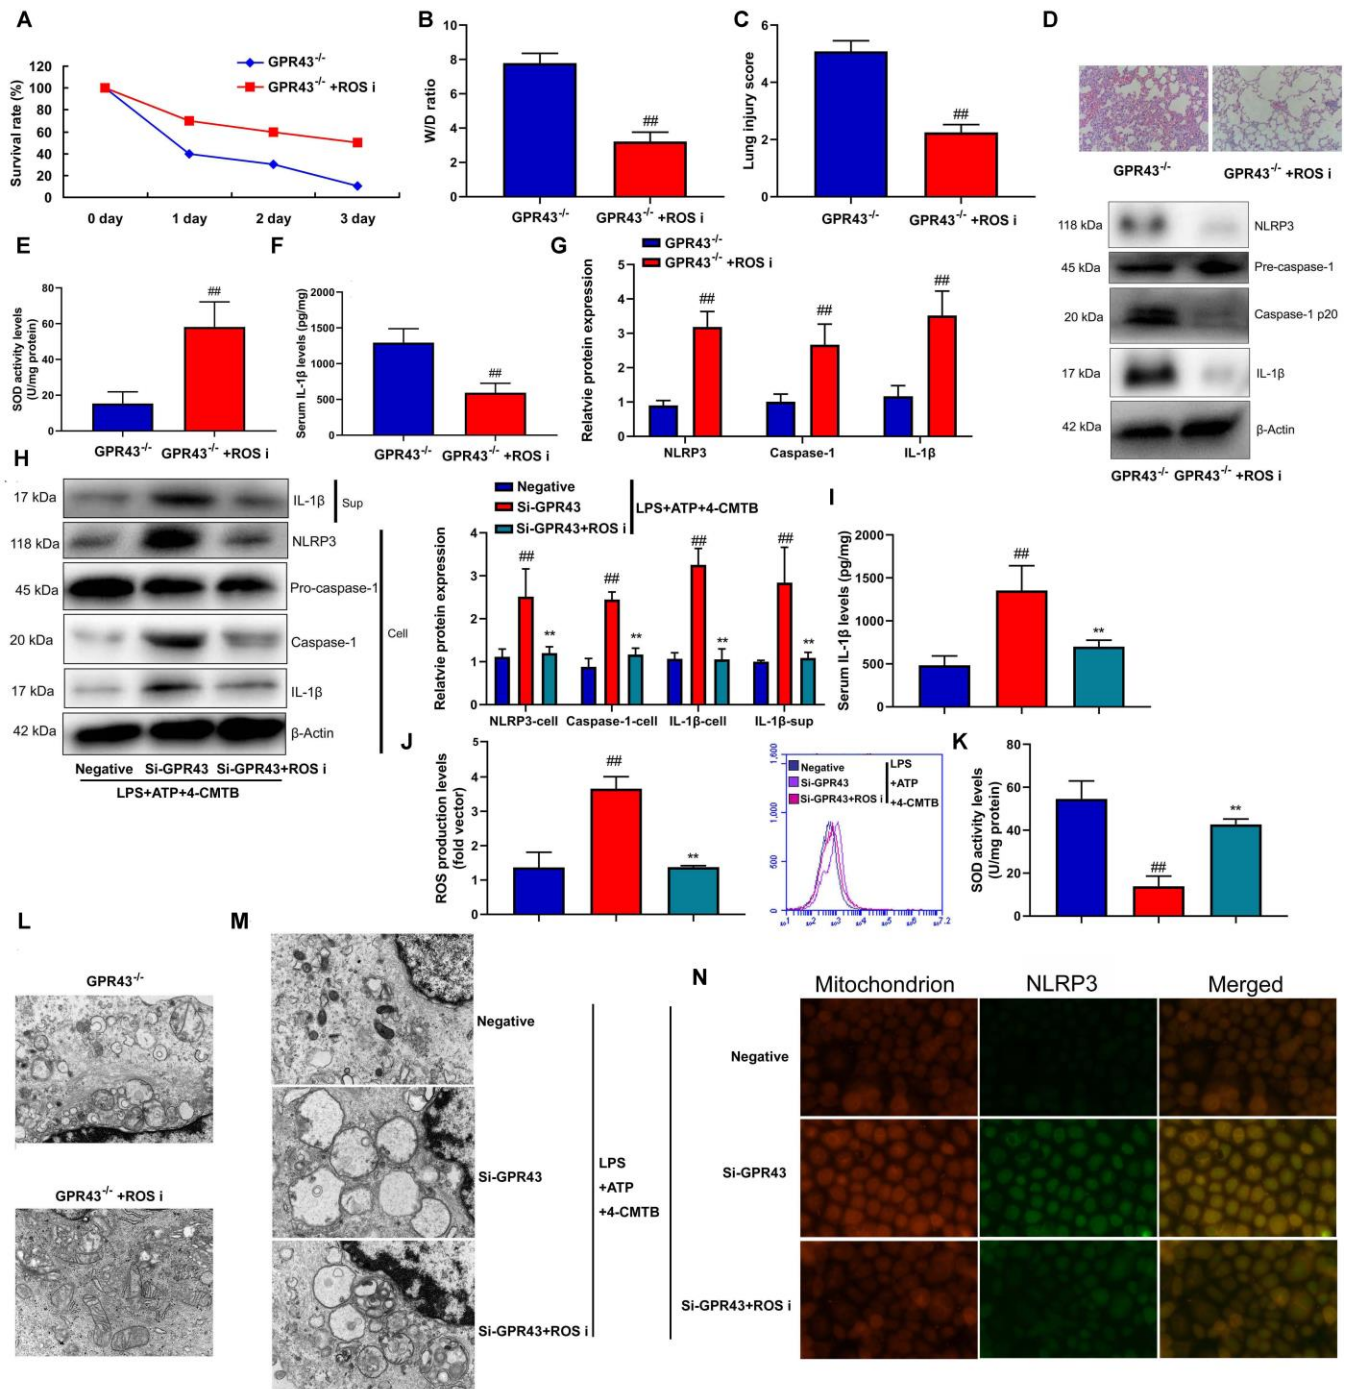 A
Survival rate (%)
120
100
80
60
40
20
0
0 day 1 day 2 day 3 day
GPR43-/-
GPR43-/- +ROS i
B
W/D ratio
10
8
6
4
2
0
##
GPR43-/- GPR43-/- +ROS i
C
Lung injury score
6
4
2
0
##
GPR43-/- GPR43-/- +ROS i
D
GPR43-/- GPR43-/- +ROS i
118 kDa NLRP3
45 kDa Pre-caspase-1
20 kDa Caspase-1 p20
17 kDa IL-1β
42 kDa β-Actin
GPR43-/- GPR43-/- +ROS i
E
SOD activity levels
(U/mg protein)
80
60
40
20
0
##
GPR43-/- GPR43-/- +ROS i
F
Serum IL-1β levels (pg/mg)
2000
1500
1000
500
0
##
GPR43-/- GPR43-/- +ROS i
G
GPR43-/-
GPR43-/- +ROS i
Relatvie protein expression
5
4
3
2
1
0
## ## ##
NLRP3 Caspase-1 IL-1β
H
17 kDa IL-1β Sup
118 kDa NLRP3
45 kDa Pro-caspase-1
20 kDa Caspase-1
Cell
17 kDa IL-1β
42 kDa β-Actin
Negative Si-GPR43 Si-GPR43+ROS i
LPS+ATP+4-CMTB
Negative
Si-GPR43
Si-GPR43+ROS i
LPS+ATP+4-CMTB
Relatvie protein expression
4
3
2
1
0
## ** ## ** ## ** ## **
NLRP3-cell Caspase-1-cell IL-1β-cell IL-1β-sup
I
Serum IL-1β levels (pg/mg)
2000
1500
1000
500
0
##
**
J
ROS production levels
(fold vector)
5
4
3
2
1
0
##
**
Negative
Si-GPR43
Si-GPR43+ROS i
LPS
+ATP
+4-CMTB
1,000
500
0
K
SOD activity levels
(U/mg protein)
80
60
40
20
0
##
**
L
GPR43-/-
GPR43-/- +ROS i
M
Negative
Si-GPR43
Si-GPR43+ROS i
LPS
+ATP
+4-CMTB
N
Mitochondrion NLRP3 Merged
Negative
Si-GPR43
Si-GPR43+ROS i